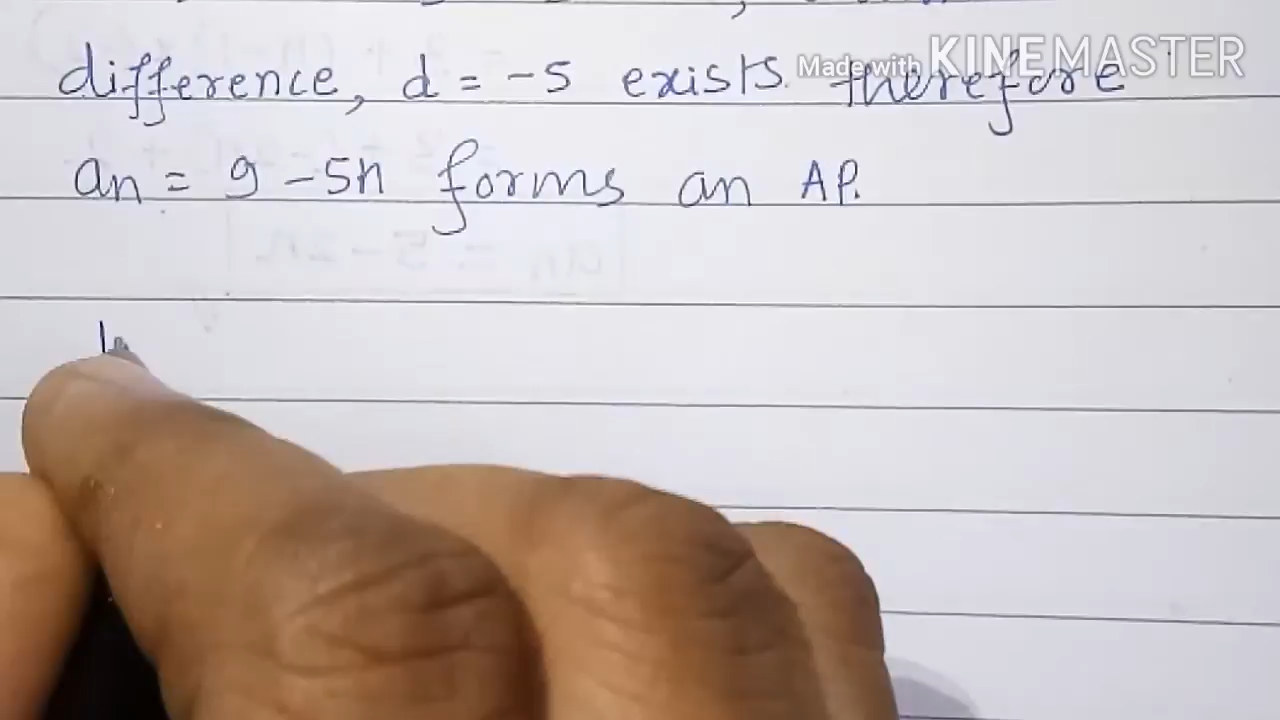 difference, d = -5 exists. therefore
Made with KINEMASTER
an = 9 - 5n forms an AP.